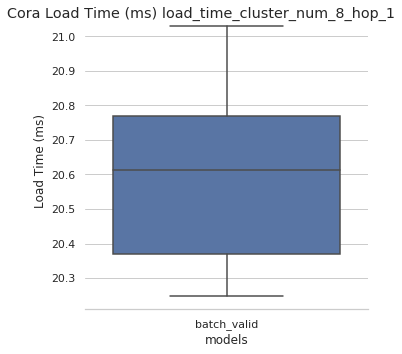 Cora Load Time (ms) load_time_cluster_num_8_hop_1
21.0
20.9
20.8
20.7
20.6
20.5
20.4
20.3
Load Time (ms)
batch_valid
models